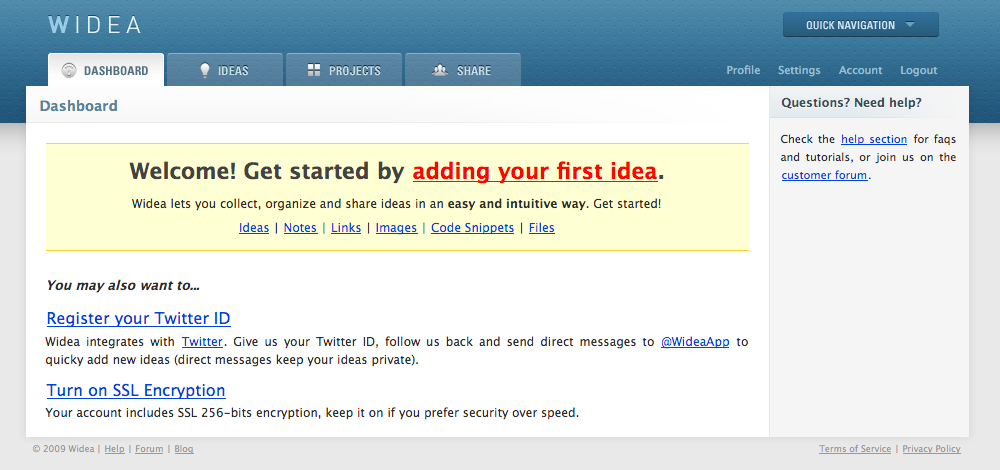 WIDEA
QUICK NAVIGATION
DASHBOARD
IDEAS
PROJECTS
SHARE
Profile Settings Account Logout
Dashboard
Welcome! Get started by adding your first idea.
Widea lets you collect, organize and share ideas in an easy and intuitive way. Get started!
Ideas | Notes | Links | Images | Code Snippets | Files
You may also want to...
Register your Twitter ID
Widea integrates with Twitter. Give us your Twitter ID, follow us back and send direct messages to @WideaApp to
quicky add new ideas (direct messages keep your ideas private).
Turn on SSL Encryption
Your account includes SSL 256-bits encryption, keep it on if you prefer security over speed.
Questions? Need help?
Check the help section for faqs
and tutorials, or join us on the
customer forum.
© 2009 Widea | Help | Forum | Blog
Terms of Service | Privacy Policy